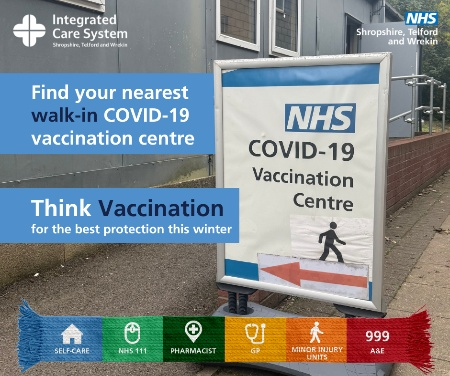 Integrated
Care System
Shropshire, Telford and Wrekin
NHS
Shropshire, Telford
and Wrekin
Find your nearest
walk-in COVID-19
vaccination centre
Think Vaccination
for the best protection this winter
NHS
COVID-19
Vaccination
Centre
SELF-CARE
NHS 111
PHARMACIST
GP
MINOR INJURY
UNITS
999
A&E